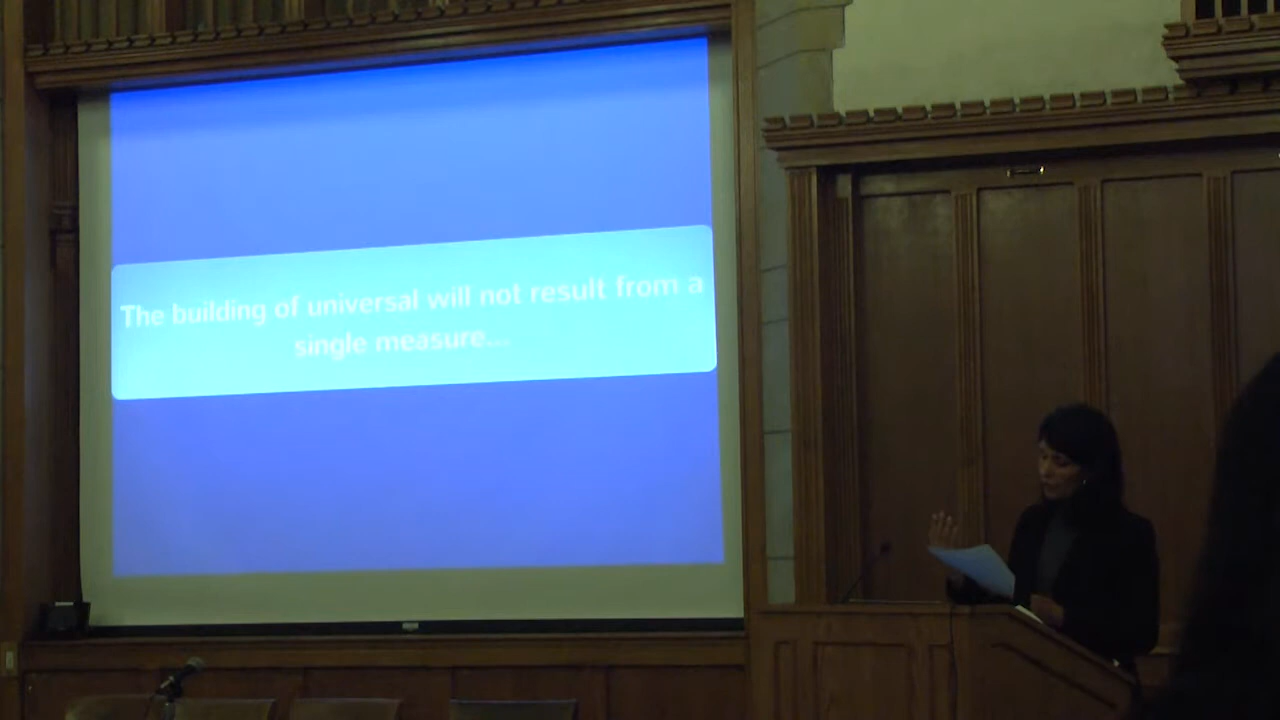 The building of universal will not result from a
single measure...